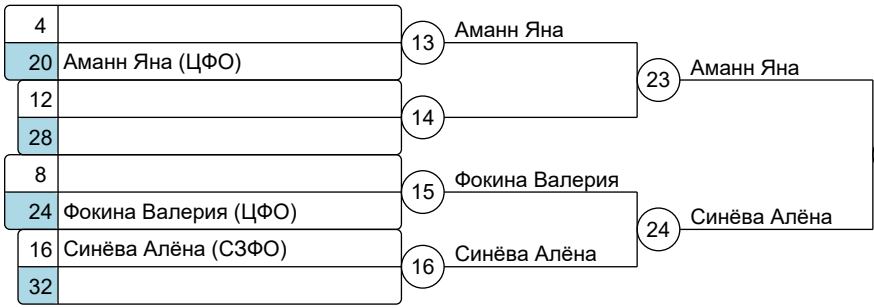 4
20 Аманн Яна (ЦФО)
13 Аманн Яна
23 Аманн Яна
12
28
14
8
24 Фокина Валерия (ЦФО)
15 Фокина Валерия
24 Синёва Алёна
16 Синёва Алёна (СЗФО)
32
16 Синёва Алёна